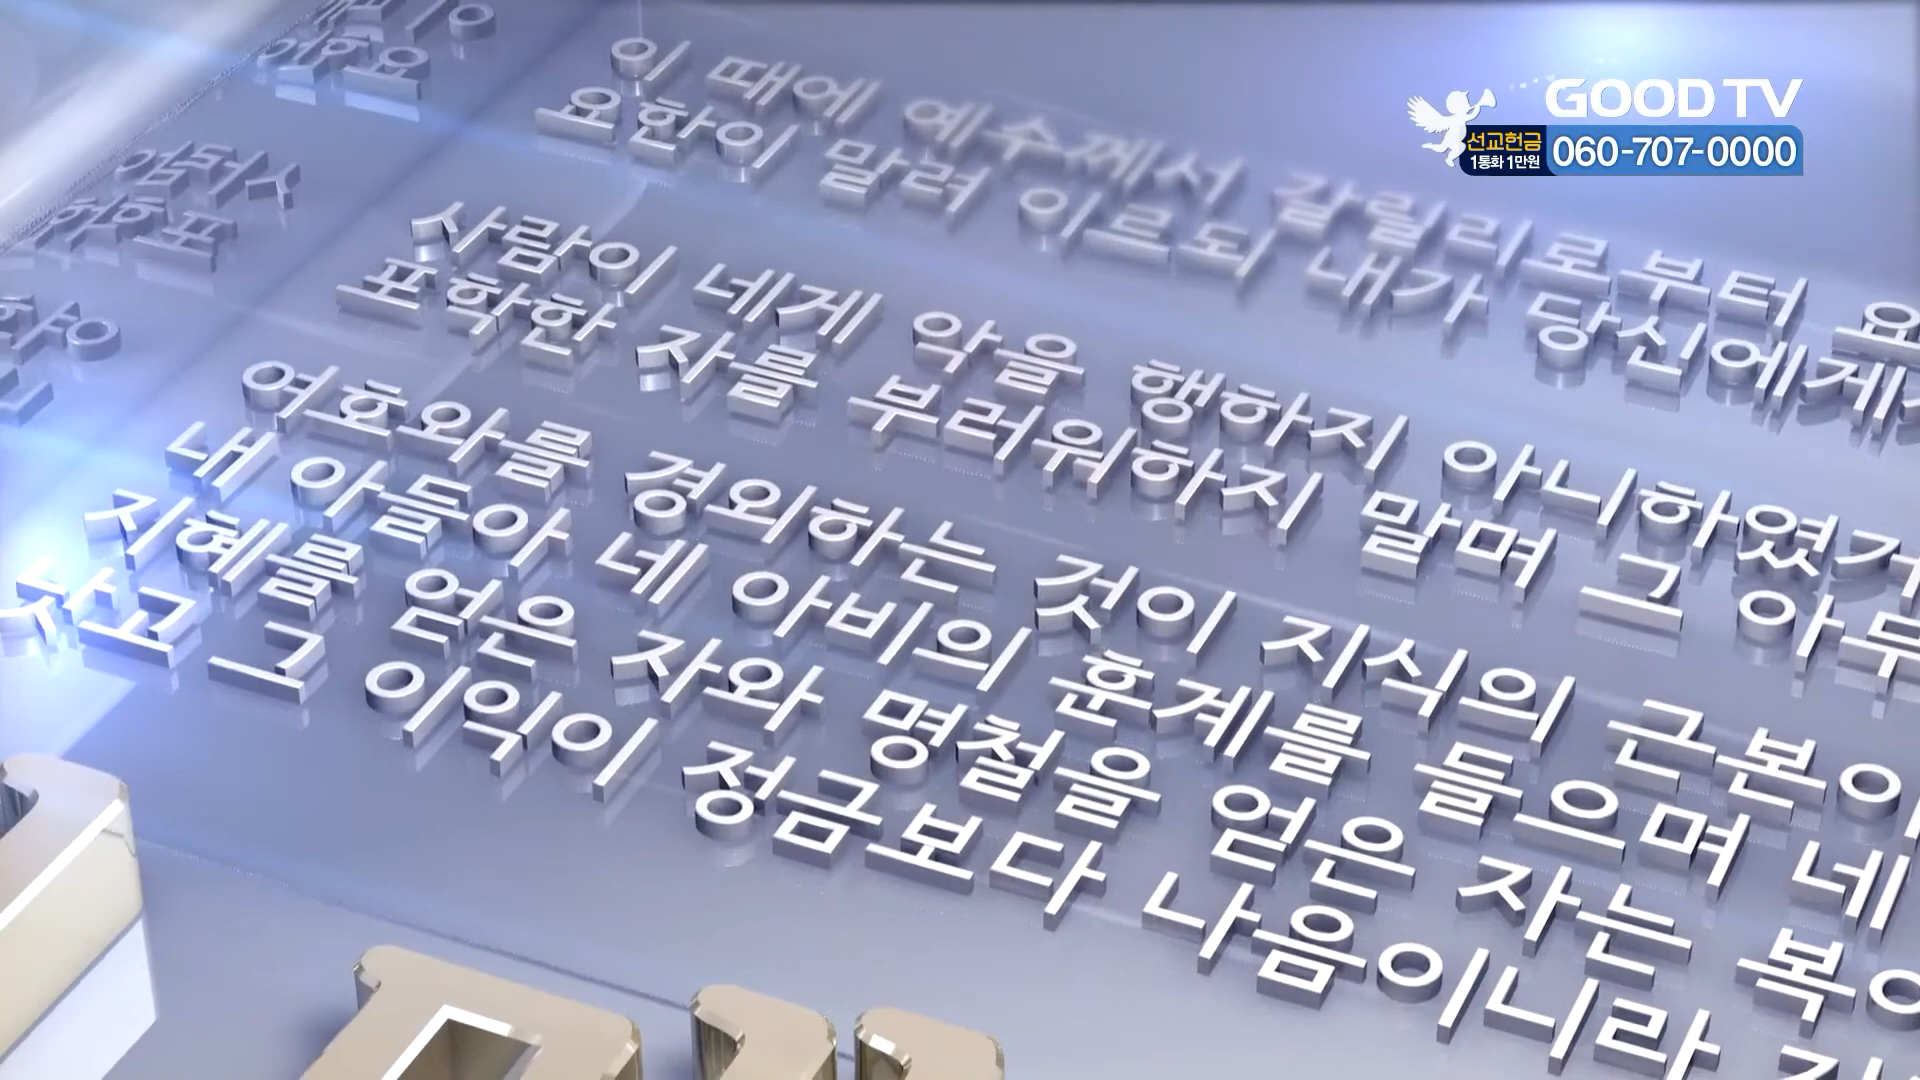 GOOD TV
선교헌금
1통화 1만원
060-707-0000
이 때에 예수께서 갈릴리로부터 요
요한이 말려 이르되 내가 당신에게
사람이 네게 악을 행하지 아니하였거
포학한 자를 부러워하지 말며 그 아무
여호와를 경외하는 것이 지식의 근본이
내 아들아 네 아비의 훈계를 들으며 네
지혜를 얻은 자와 명철을 얻은 자는 복이
낫고 그 이익이 정금보다 나음이니라